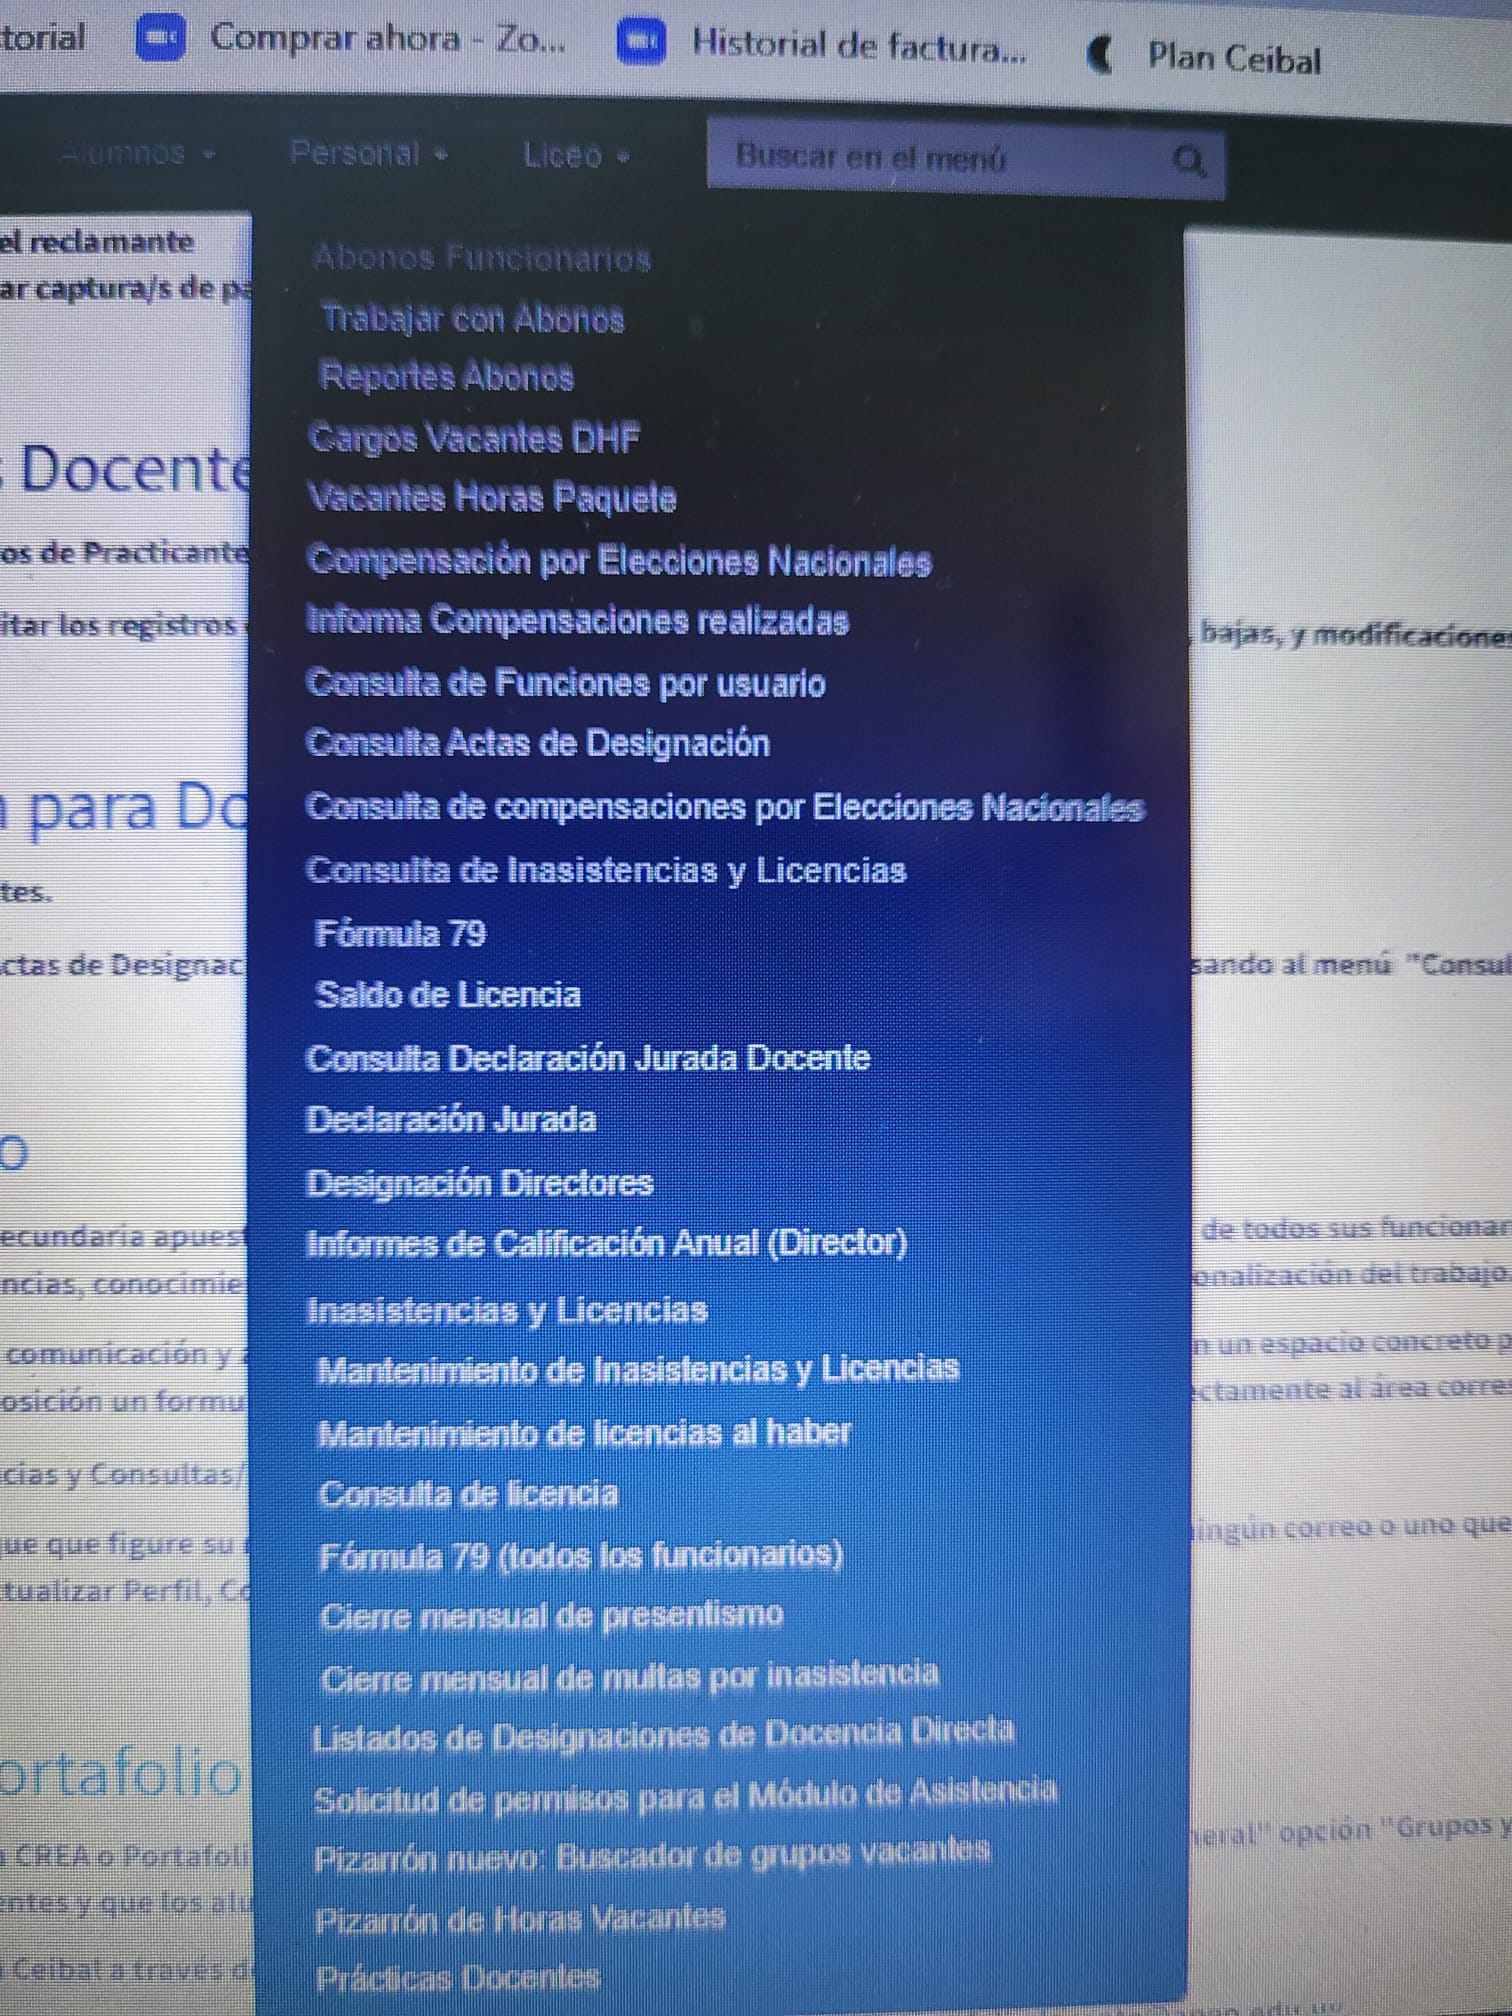 torial
Comprar ahora - Zo...
Historial de factura...
Plan Ceibal
Alumnos
Personal
Liceo
Buscar en el menú
el reclamante
ar captura/s de pa
Docente
os de Practicante
itar los registros
para Do
tes.
ctas de Designac
o
ecundaria apuest
ncias, conocimie
comunicación y
osición un formu
cias y Consultas/
ue que figure su
tualizar Perfil, Co
ortafolio
CREA o Portafoli
entes y que los alu
Ceibal a través d
Abonos Funcionarios
Trabajar con Abonos
Reportes Abonos
Cargos Vacantes DHF
Vacantes Horas Paquete
Compensación por Elecciones Nacionales
Informa Compensaciones realizadas
Consulta de Funciones por usuario
Consulta Actas de Designación
Consulta de compensaciones por Elecciones Nacionales
Consulta de Inasistencias y Licencias
Fórmula 79
Saldo de Licencia
Consulta Declaración Jurada Docente
Declaración Jurada
Designación Directores
Informes de Calificación Anual (Director)
Inasistencias y Licencias
Mantenimiento de Inasistencias y Licencias
Mantenimiento de licencias al haber
Consulta de licencia
Fórmula 79 (todos los funcionarios)
Cierre mensual de presentismo
Cierre mensual de multas por inasistencia
Listados de Designaciones de Docencia Directa
Solicitud de permisos para el Módulo de Asistencia
Pizarrón nuevo: Buscador de grupos vacantes
Pizarrón de Horas Vacantes
Prácticas Docentes
bajas, y modificaciones
sando al menú "Consul
de todos sus funcionar
onalización del trabajo
n un espacio concreto p
ctamente al área corres
ingún correo o uno que
neral" opción "Grupos y